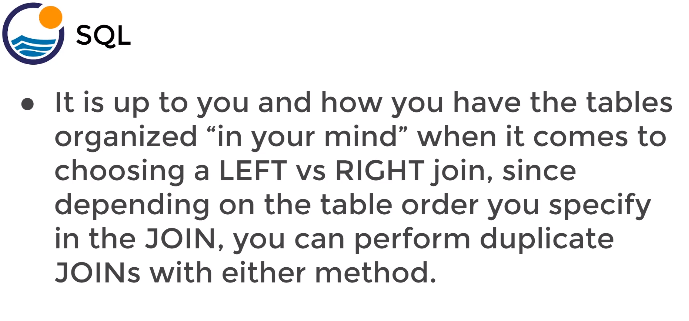 SQL
● It is up to you and how you have the tables
organized “in your mind” when it comes to
choosing a LEFT vs RIGHT join, since
depending on the table order you specify
in the JOIN, you can perform duplicate
JOINs with either method.